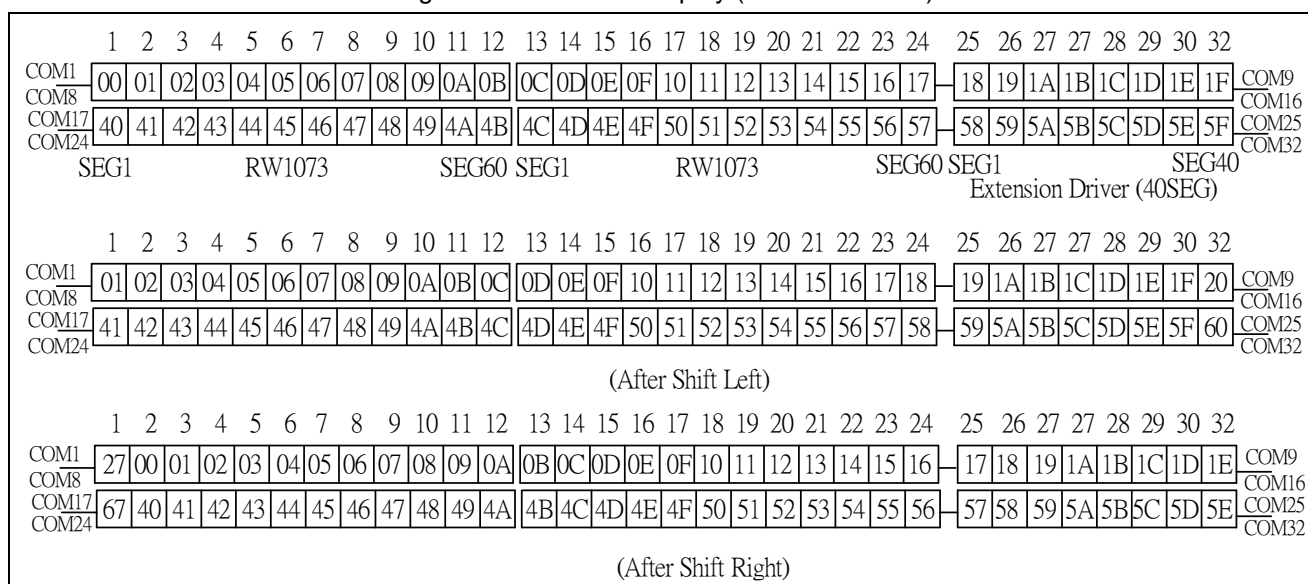 1 2 3 4 5 6 7 8 9 10 11 12 13 14 15 16 17 18 19 20 21 22 23 24 25 26 27 27 28 29 30 32
COM1 COM8 00 01 02 03 04 05 06 07 08 09 0A 0B 0C 0D 0E 0F 10 11 12 13 14 15 16 17 18 19 1A 1B 1C 1D 1E 1F COM9 COM16
COM17 COM24 40 41 42 43 44 45 46 47 48 49 4A 4B 4C 4D 4E 4F 50 51 52 53 54 55 56 57 58 59 5A 5B 5C 5D 5E 5F COM25 COM32
SEG1 RW1073 SEG60 SEG1 RW1073 SEG60 SEG1 SEG40
Extension Driver (40SEG)
1 2 3 4 5 6 7 8 9 10 11 12 13 14 15 16 17 18 19 20 21 22 23 24 25 26 27 27 28 29 30 32
COM1 COM8 01 02 03 04 05 06 07 08 09 0A 0B 0C 0D 0E 0F 10 11 12 13 14 15 16 17 18 19 1A 1B 1C 1D 1E 1F 20 COM9 COM16
COM17 COM24 41 42 43 44 45 46 47 48 49 4A 4B 4C 4D 4E 4F 50 51 52 53 54 55 56 57 58 59 5A 5B 5C 5D 5E 5F 60 COM25 COM32
(After Shift Left)
1 2 3 4 5 6 7 8 9 10 11 12 13 14 15 16 17 18 19 20 21 22 23 24 25 26 27 27 28 29 30 32
COM1 COM8 27 00 01 02 03 04 05 06 07 08 09 0A 0B 0C 0D 0E 0F 10 11 12 13 14 15 16 17 18 19 1A 1B 1C 1D 1E COM9 COM16
COM17 COM24 67 40 41 42 43 44 45 46 47 48 49 4A 4B 4C 4D 4E 4F 50 51 52 53 54 55 56 57 58 59 5A 5B 5C 5D 5E COM25 COM32
(After Shift Right)